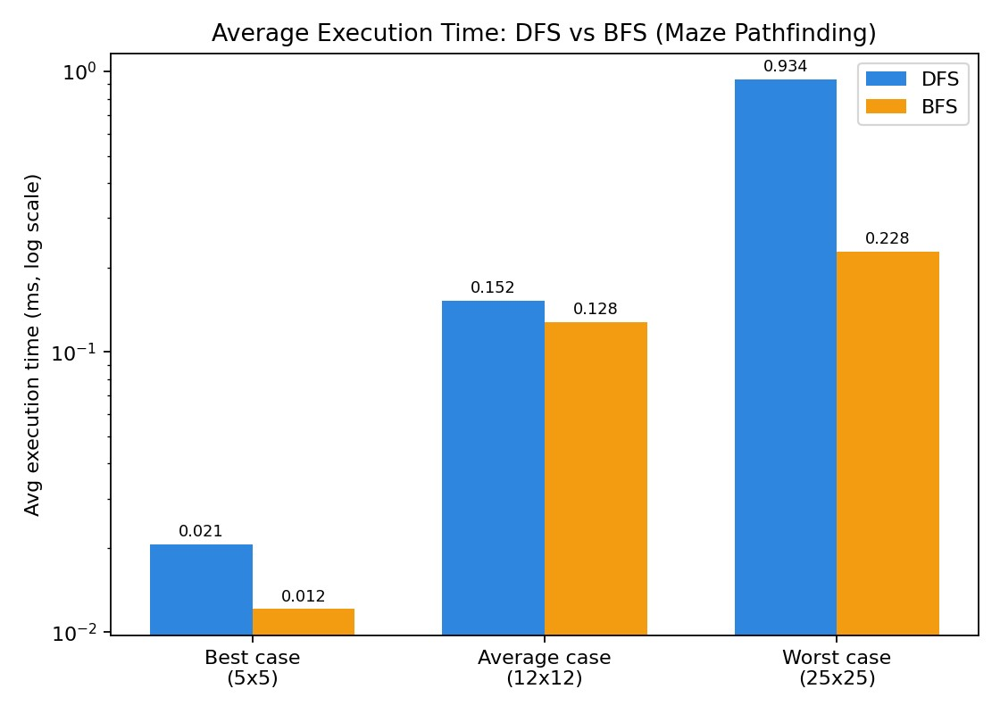 Average Execution Time: DFS vs BFS (Maze Pathfinding)
Avg execution time (ms, log scale)
10⁰
10⁻¹
10⁻²
DFS
BFS
0.021
0.012
0.152
0.128
0.934
0.228
Best case
(5x5)
Average case
(12x12)
Worst case
(25x25)